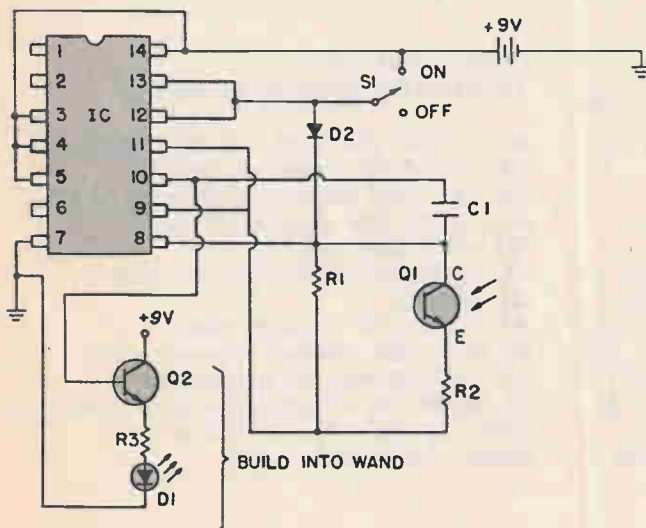 +9V
1 14
2 13
3 12
4 11
5 10
6 9
7 8
IC
S1
ON
OFF
D2
C1
R1
Q1
C
E
R2
+9V
Q2
R3
D1
BUILD INTO WAND